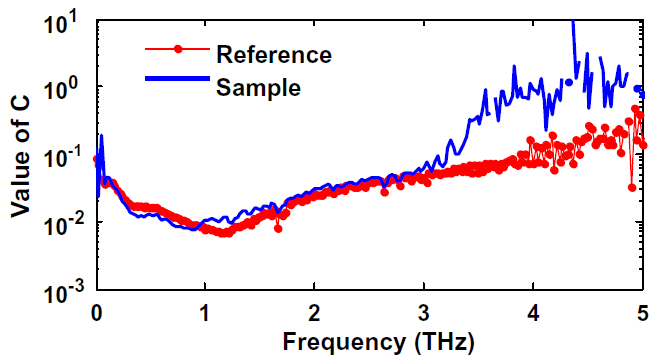 10^1
10^0
10^-1
10^-2
10^-3
Value of C
Reference
Sample
0 1 2 3 4 5
Frequency (THz)